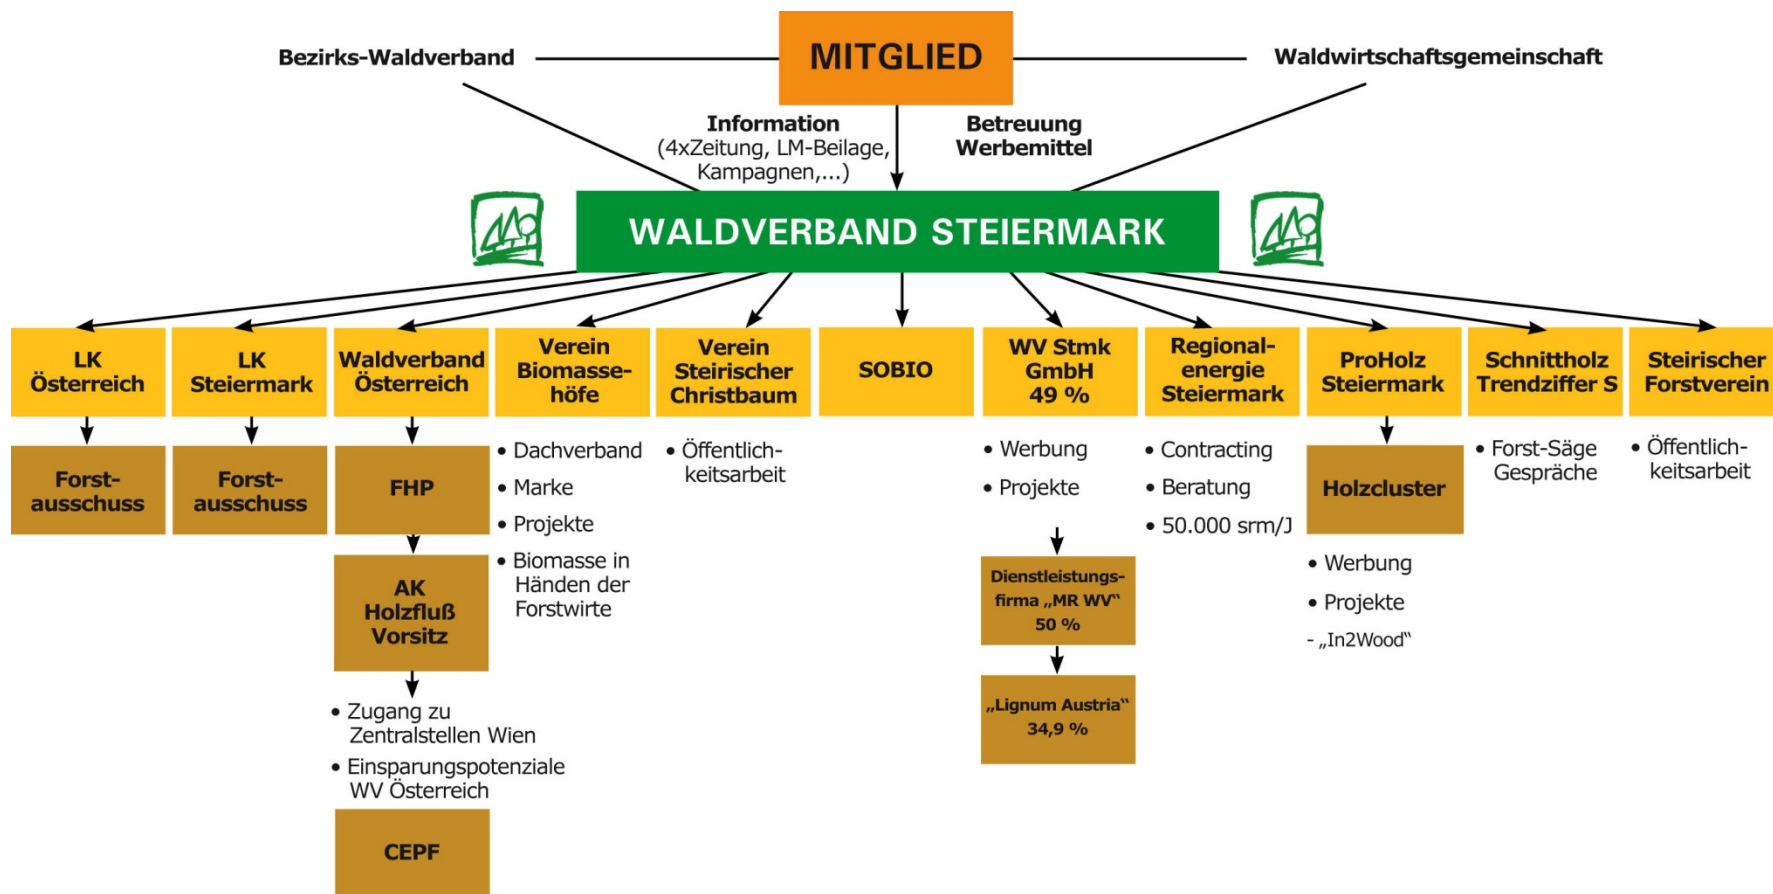 Bezirks-Waldverband
MITGLIED
Waldwirtschaftsgemeinschaft
Information
(4xZeitung, LM-Beilage,
Kampagnen,...)
Betreuung
Werbemittel
WALDVERBAND STEIERMARK
LK
Österreich
LK
Steiermark
Waldverband
Österreich
Verein
Biomasse-
höfe
Verein
Steirischer
Christbaum
SOBIO
WV Stmk
GmbH
49 %
Regional-
energie
Steiermark
ProHolz
Steiermark
Schnittholz
Trendziffer S
Steirischer
Forstverein
Forst-
ausschuss
Forst-
ausschuss
FHP
AK
Holzfluß
Vorsitz
• Zugang zu
Zentralstellen Wien
• Einsparungspotenziale
WV Österreich
CEPF
• Dachverband
• Marke
• Projekte
• Biomasse in
Händen der
Forstwirte
• Öffentlich-
keitsarbeit
• Werbung
• Projekte
Dienstleistungs-
firma „MR WV“
50 %
„Lignum Austria“
34,9 %
• Contracting
• Beratung
• 50.000 srm/J
Holzcluster
• Werbung
• Projekte
- „In2Wood“
• Forst-Säge
Gespräche
• Öffentlich-
keitsarbeit